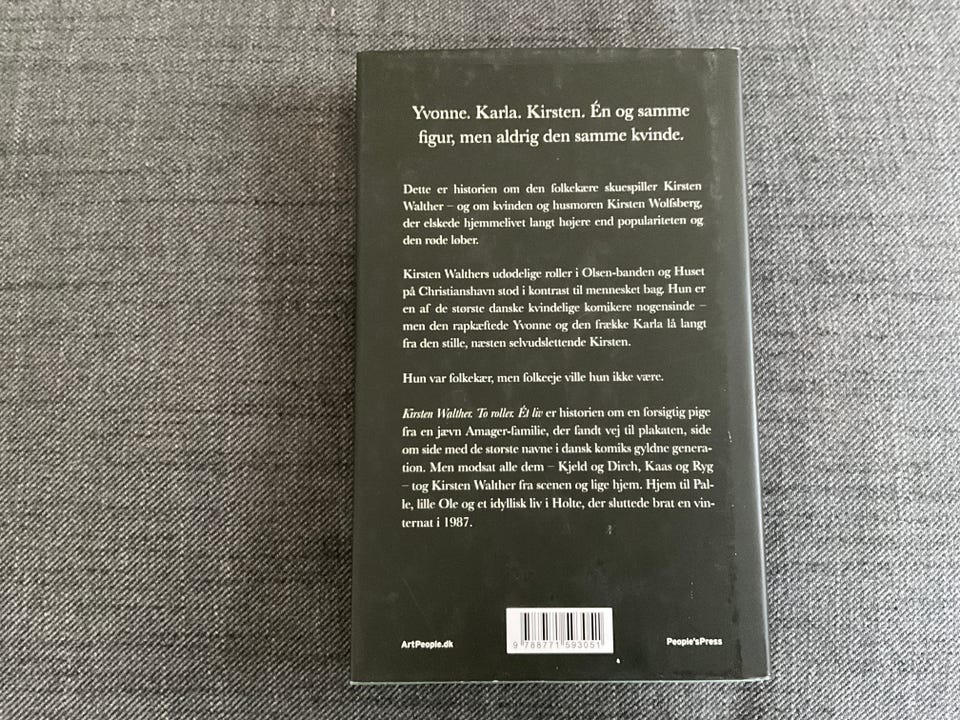 Yvonne. Karla. Kirsten. Én og samme
figur, men aldrig den samme kvinde.
Dette er historien om den folkekære skuespiller Kirsten
Walther – og om kvinden og husmoren Kirsten Wolfsberg,
der elskede hjemmelivet langt højere end populariteten og
den røde løber.
Kirsten Walthers udødelige roller i Olsen-banden og Huset
på Christianshavn stod i kontrast til mennesket bag. Hun er
en af de største danske kvindelige komikere nogensinde –
men den rapkæftede Yvonne og den frække Karla lå langt
fra den stille, næsten selvudslettende Kirsten.
Hun var folkekær, men folkeeje ville hun ikke være.
Kirsten Walther. To roller. Ét liv er historien om en forsigtig pige
fra en jævn Amager-familie, der fandt vej til plakaten, side
om side med de største navne i dansk komiks gyldne genera-
tion. Men modsat alle dem – Kjeld og Dirch, Kaas og Ryg
– tog Kirsten Walther fra scenen og lige hjem. Hjem til Pal-
le, lille Ole og et idyllisk liv i Holte, der sluttede brat en vin-
ternat i 1987.
ArtPeople.dk
9 788771 593051
People'sPress